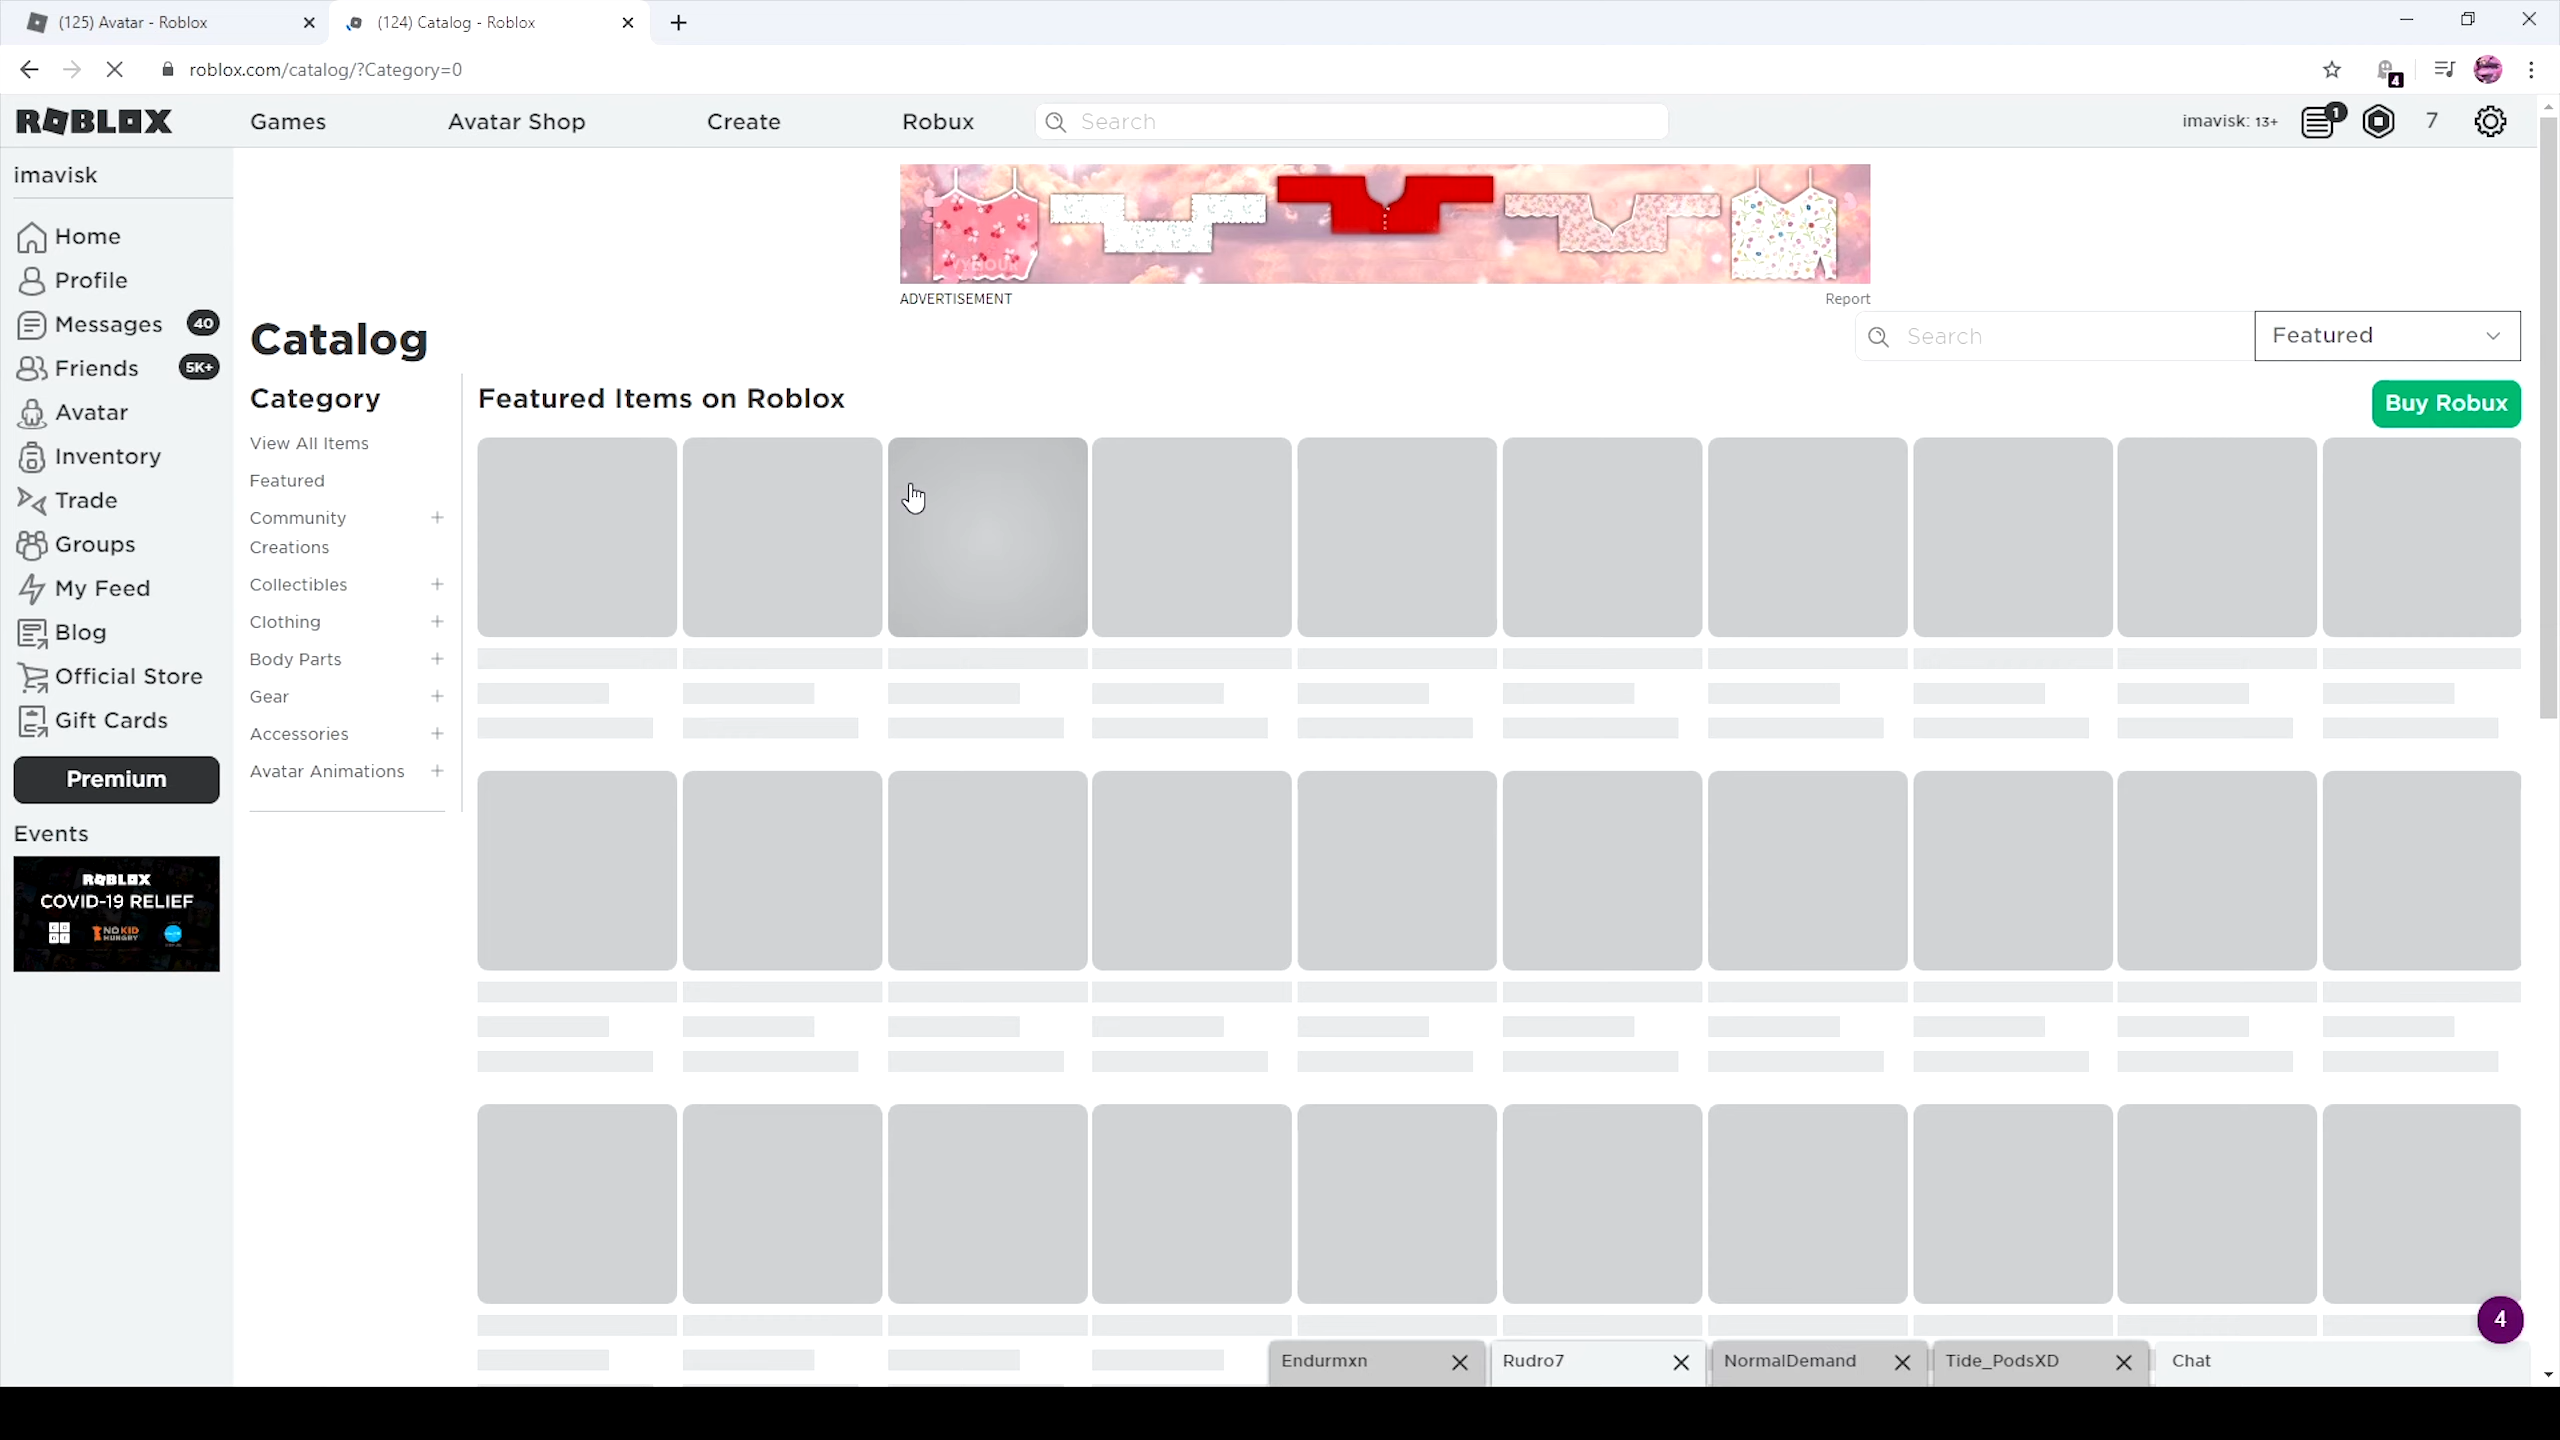 (125) Avatar - Roblox
(124) Catalog - Roblox
roblox.com/catalog/?Category=0
4
ROBLOX
Games
Avatar Shop
Create
Robux
Search
imavisk: 13+
1
7
imavisk
Home
Profile
Messages 40
Friends 5K+
Avatar
Inventory
Trade
Groups
My Feed
Blog
Official Store
Gift Cards
Premium
Events
ROBLOX
COVID-19 RELIEF
NO KID
HUNGRY
ADVERTISEMENT
Report
Catalog
Search
Featured
Category
View All Items
Featured
Community
Creations
Collectibles
Clothing
Body Parts
Gear
Accessories
Avatar Animations
Featured Items on Roblox
Buy Robux
4
Endurmxn
Rudro7
NormalDemand
Tide_PodsXD
Chat